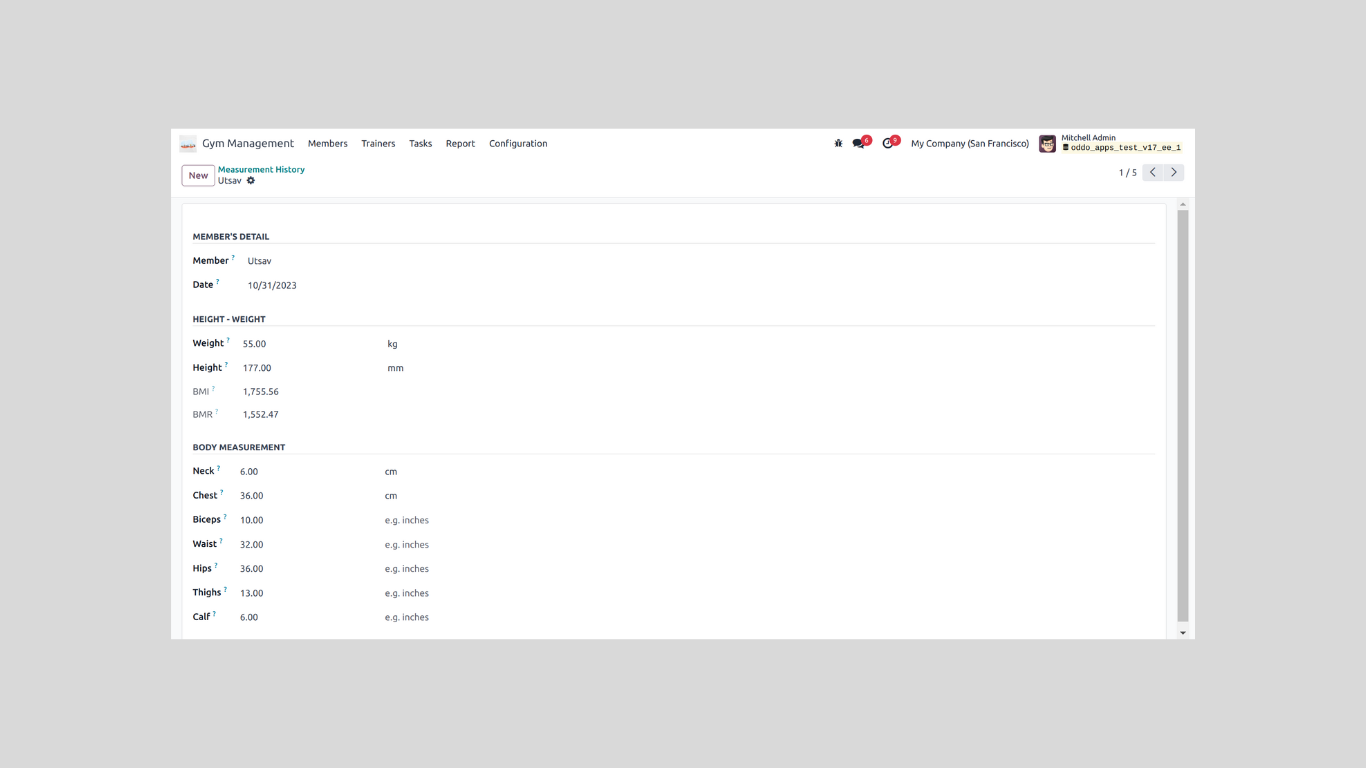 Gym Management Members Trainers Tasks Report Configuration 6 My Company (San Francisco) Mitchell Admin
oddo_apps_test_v17_ee_1
New Measurement History
Utsav 1 / 5
MEMBER'S DETAIL
Member ? Utsav
Date ? 10/31/2023
HEIGHT - WEIGHT
Weight ? 55.00 kg
Height ? 177.00 mm
BMI ? 1,755.56
BMR ? 1,552.47
BODY MEASUREMENT
Neck ? 6.00 cm
Chest ? 36.00 cm
Biceps ? 10.00 e.g. inches
Waist ? 32.00 e.g. inches
Hips ? 36.00 e.g. inches
Thighs ? 13.00 e.g. inches
Calf ? 6.00 e.g. inches